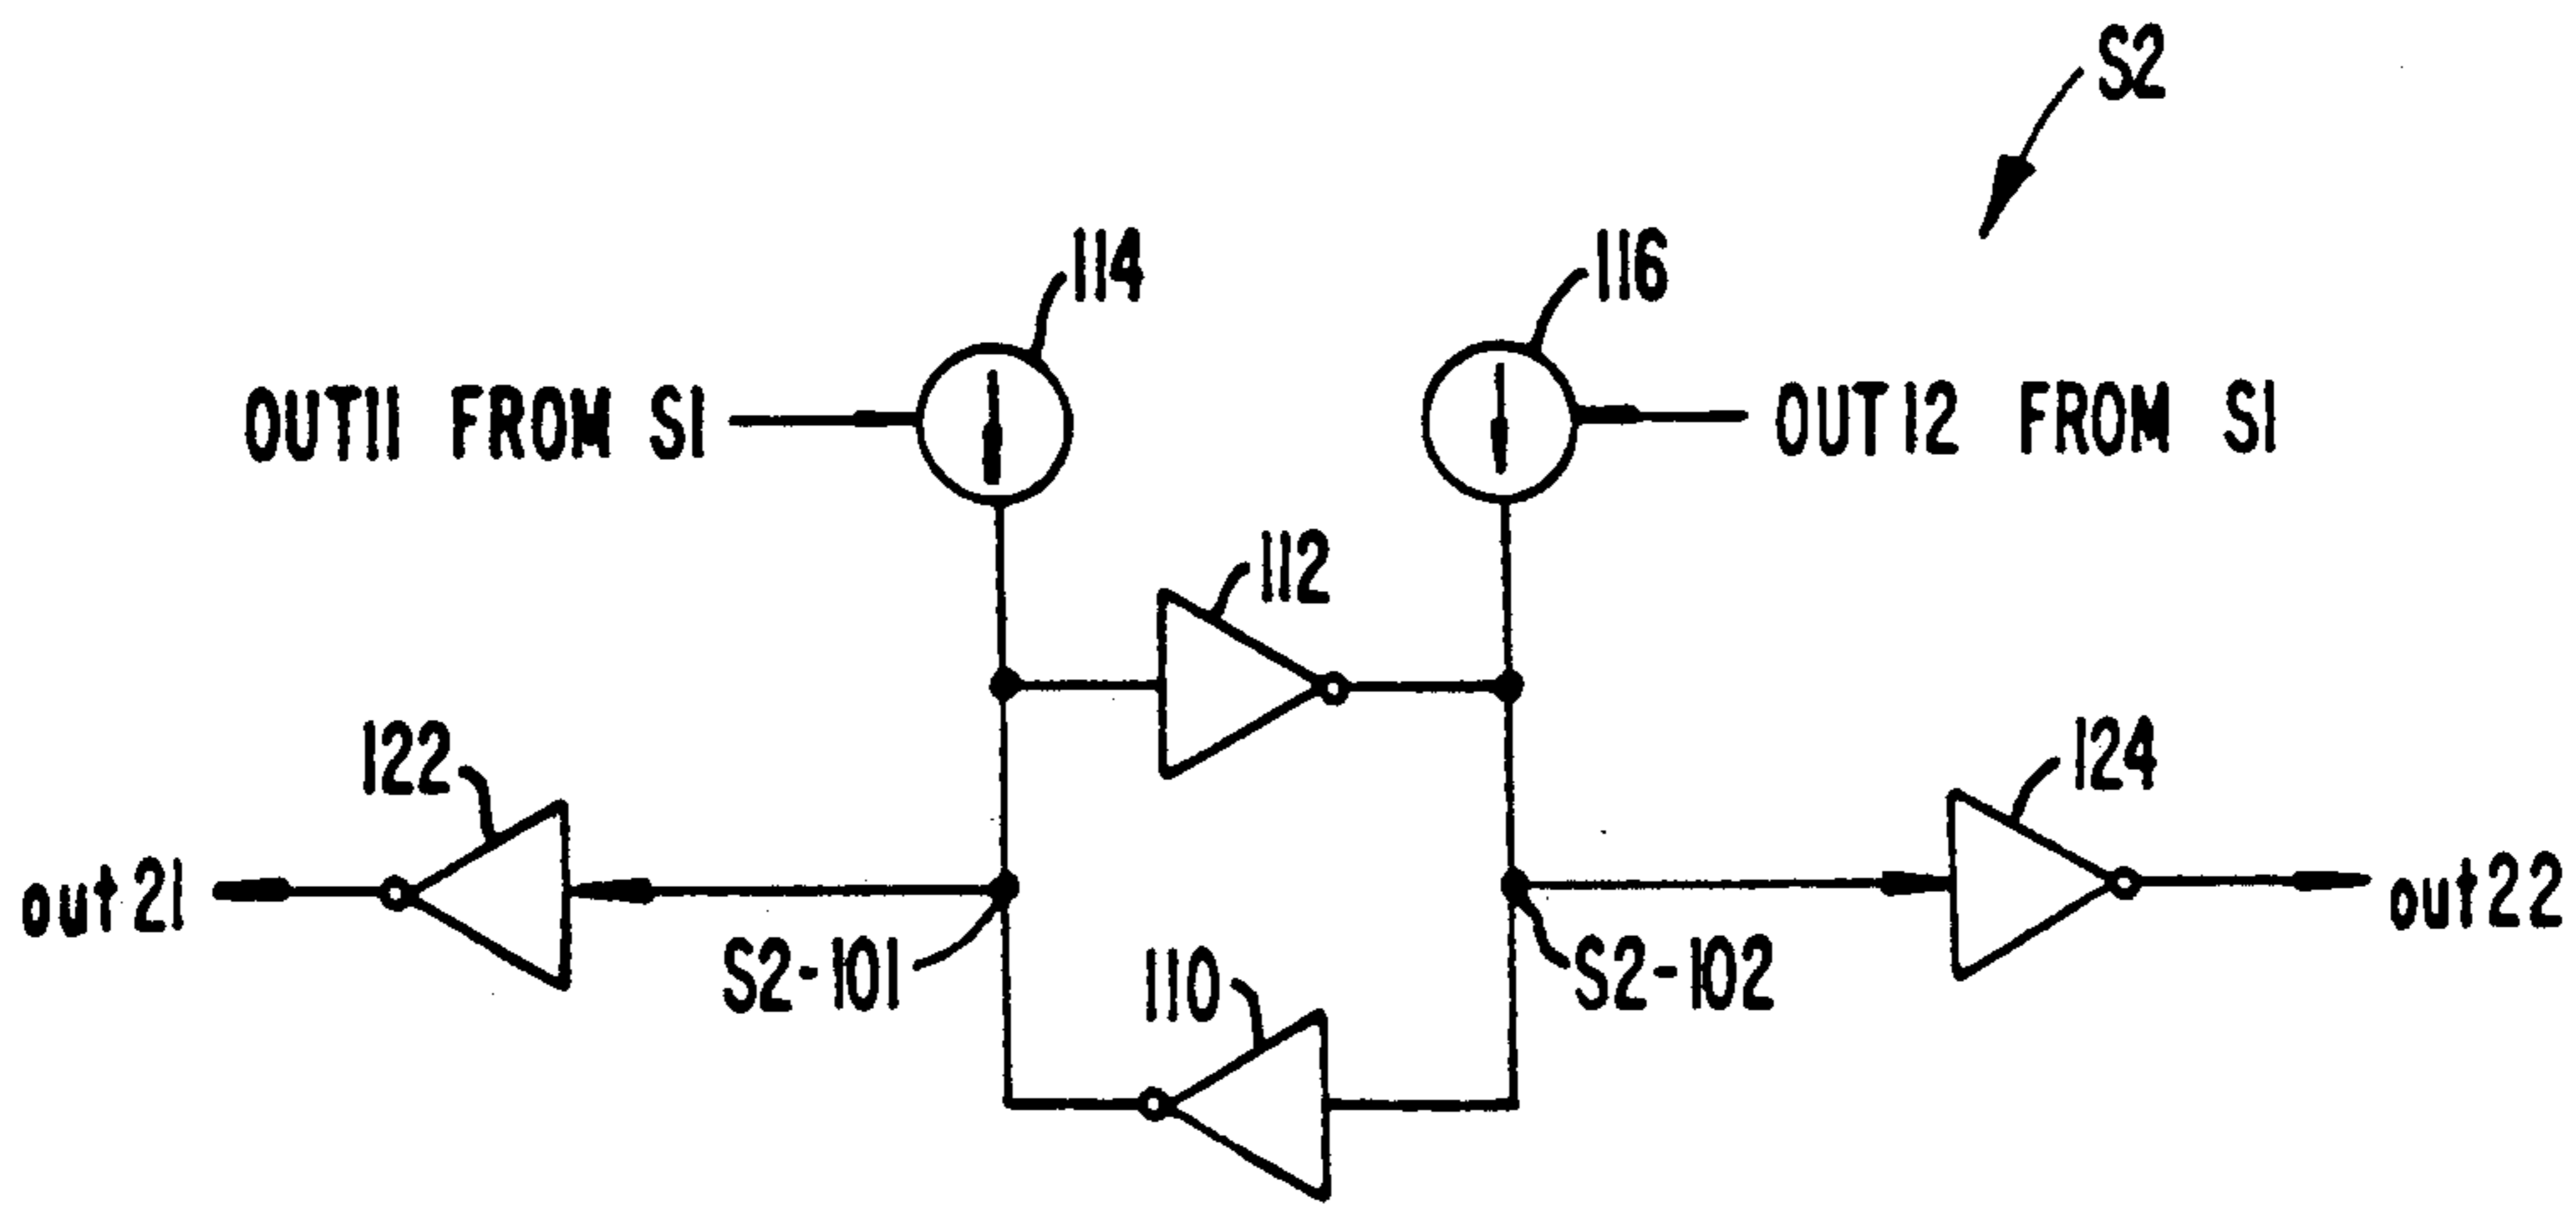 S2
114
116
OUT11 FROM S1
OUT12 FROM S1
112
122
124
out21
out22
S2-101
110
S2-102